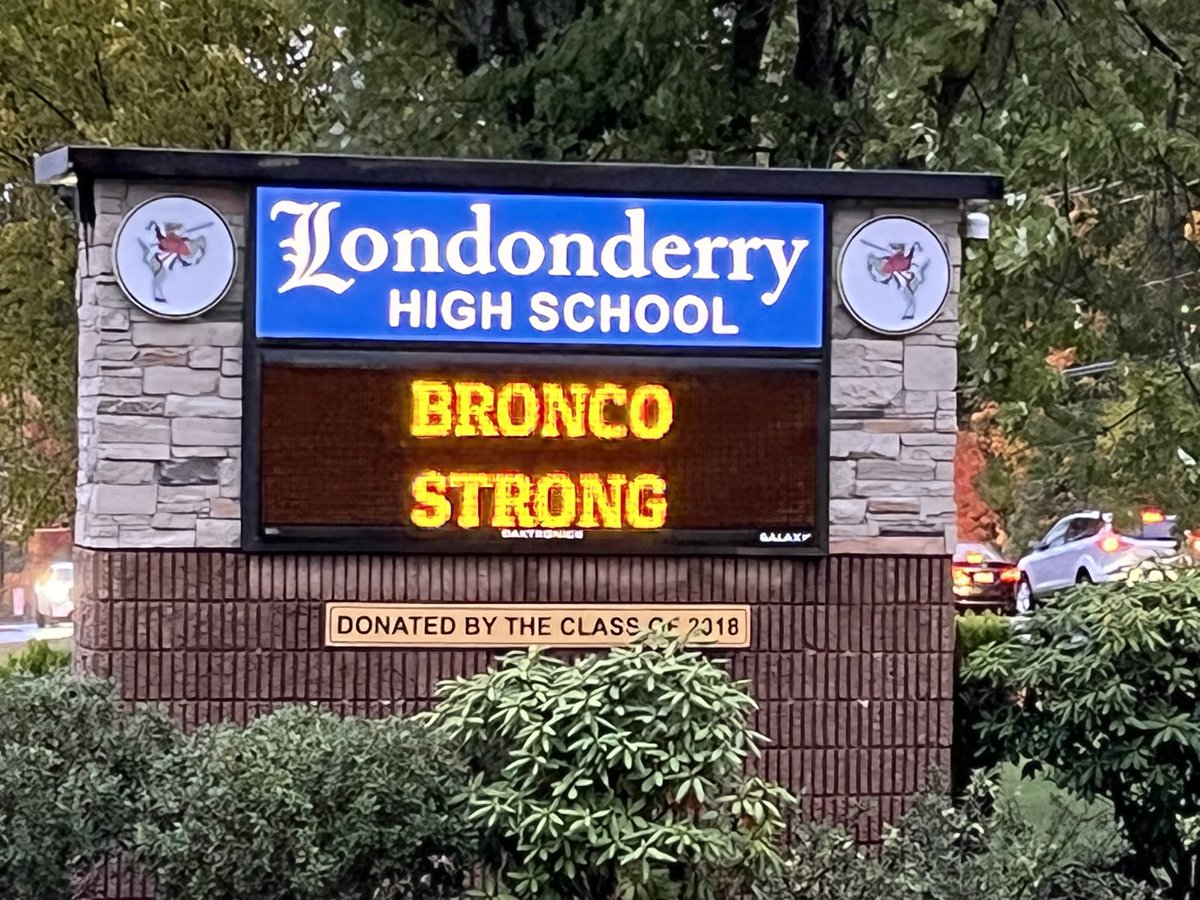 Londonderry
HIGH SCHOOL
BRONCO
STRONG
DAKTRONICS
GALAXY
DONATED BY THE CLASS OF 2018